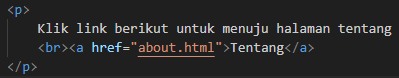 <p>
Klik link berikut untuk menuju halaman tentang
<br><a href="about.html">Tentang</a>
</p>